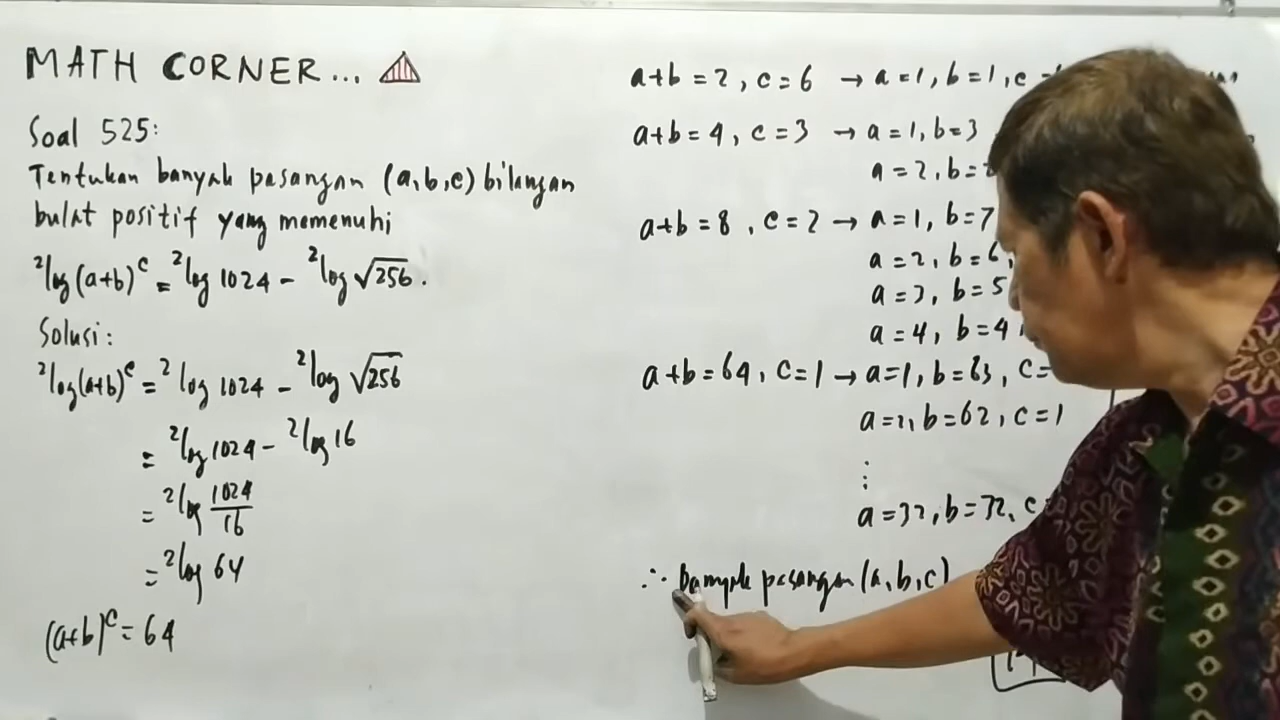 MATH CORNER...
Soal 525:
Tentukan banyak pasangan (a,b,c) bilangan
bulat positif yang memenuhi
²log (a+b)ᶜ = ²log 1024 - ²log √256.
Solusi:
²log (a+b)ᶜ = ²log 1024 - ²log √256
= ²log 1024 - ²log 16
= ²log 1024/16
= ²log 64
(a+b)ᶜ = 64
a+b = 2, c = 6 → a = 1, b = 1, c
a+b = 4, c = 3 → a = 1, b = 3
a = 2, b =
a+b = 8, c = 2 → a = 1, b = 7
a = 2, b = 6,
a = 3, b = 5
a = 4, b = 4
a+b = 64, c = 1 → a = 1, b = 63, c =
a = 2, b = 62, c = 1
⋮
a = 32, b = 32, c
∴ Banyak pasangan (a, b, c)